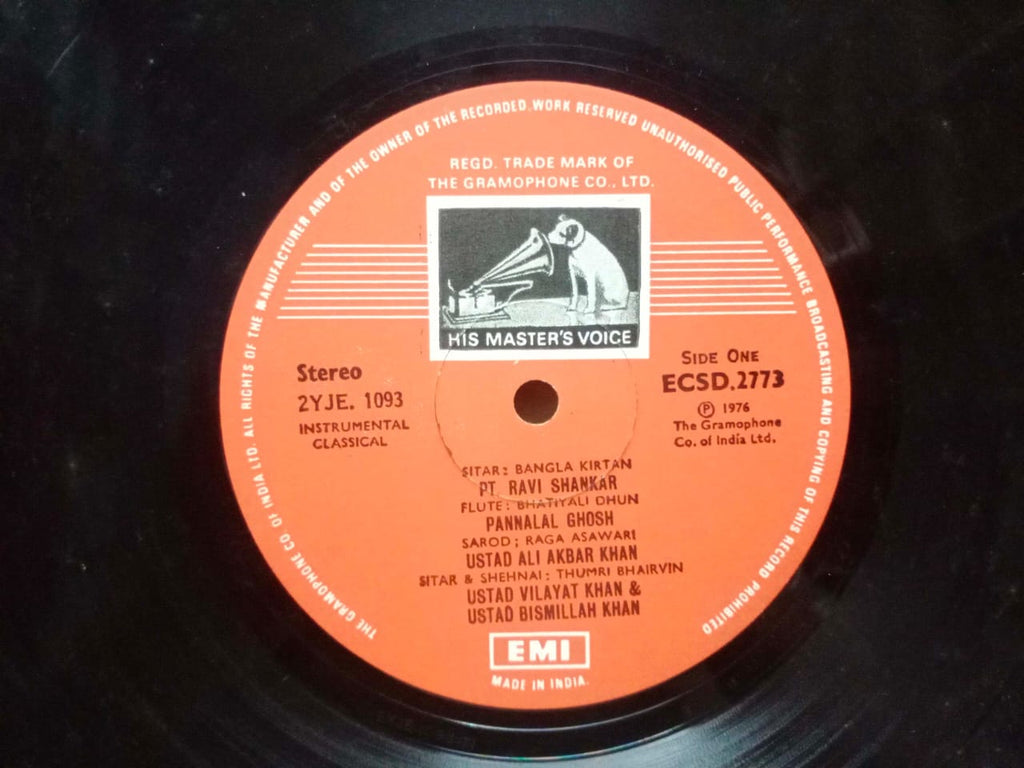 THE GRAMOPHONE CO. OF INDIA LTD. ALL RIGHTS OF THE MANUFACTURER AND OF THE OWNER OF THE RECORDED WORK RESERVED UNAUTHORISED PUBLIC PERFORMANCE BROADCASTING AND COPYING OF THIS RECORD PROHIBITED
REGD. TRADE MARK OF
THE GRAMOPHONE CO., LTD.
HIS MASTER'S VOICE
Stereo
2YJE. 1093
INSTRUMENTAL
CLASSICAL
SIDE ONE
ECSD.2773
Ⓟ 1976
The Gramophone
Co. of India Ltd.
SITAR: BANGLA KIRTAN
PT. RAVI SHANKAR
FLUTE: BHATIYALI DHUN
PANNALAL GHOSH
SAROD; RAGA ASAWARI
USTAD ALI AKBAR KHAN
SITAR & SHEHNAI: THUMRI BHAIRVIN
USTAD VILAYAT KHAN &
USTAD BISMILLAH KHAN
EMI
MADE IN INDIA.